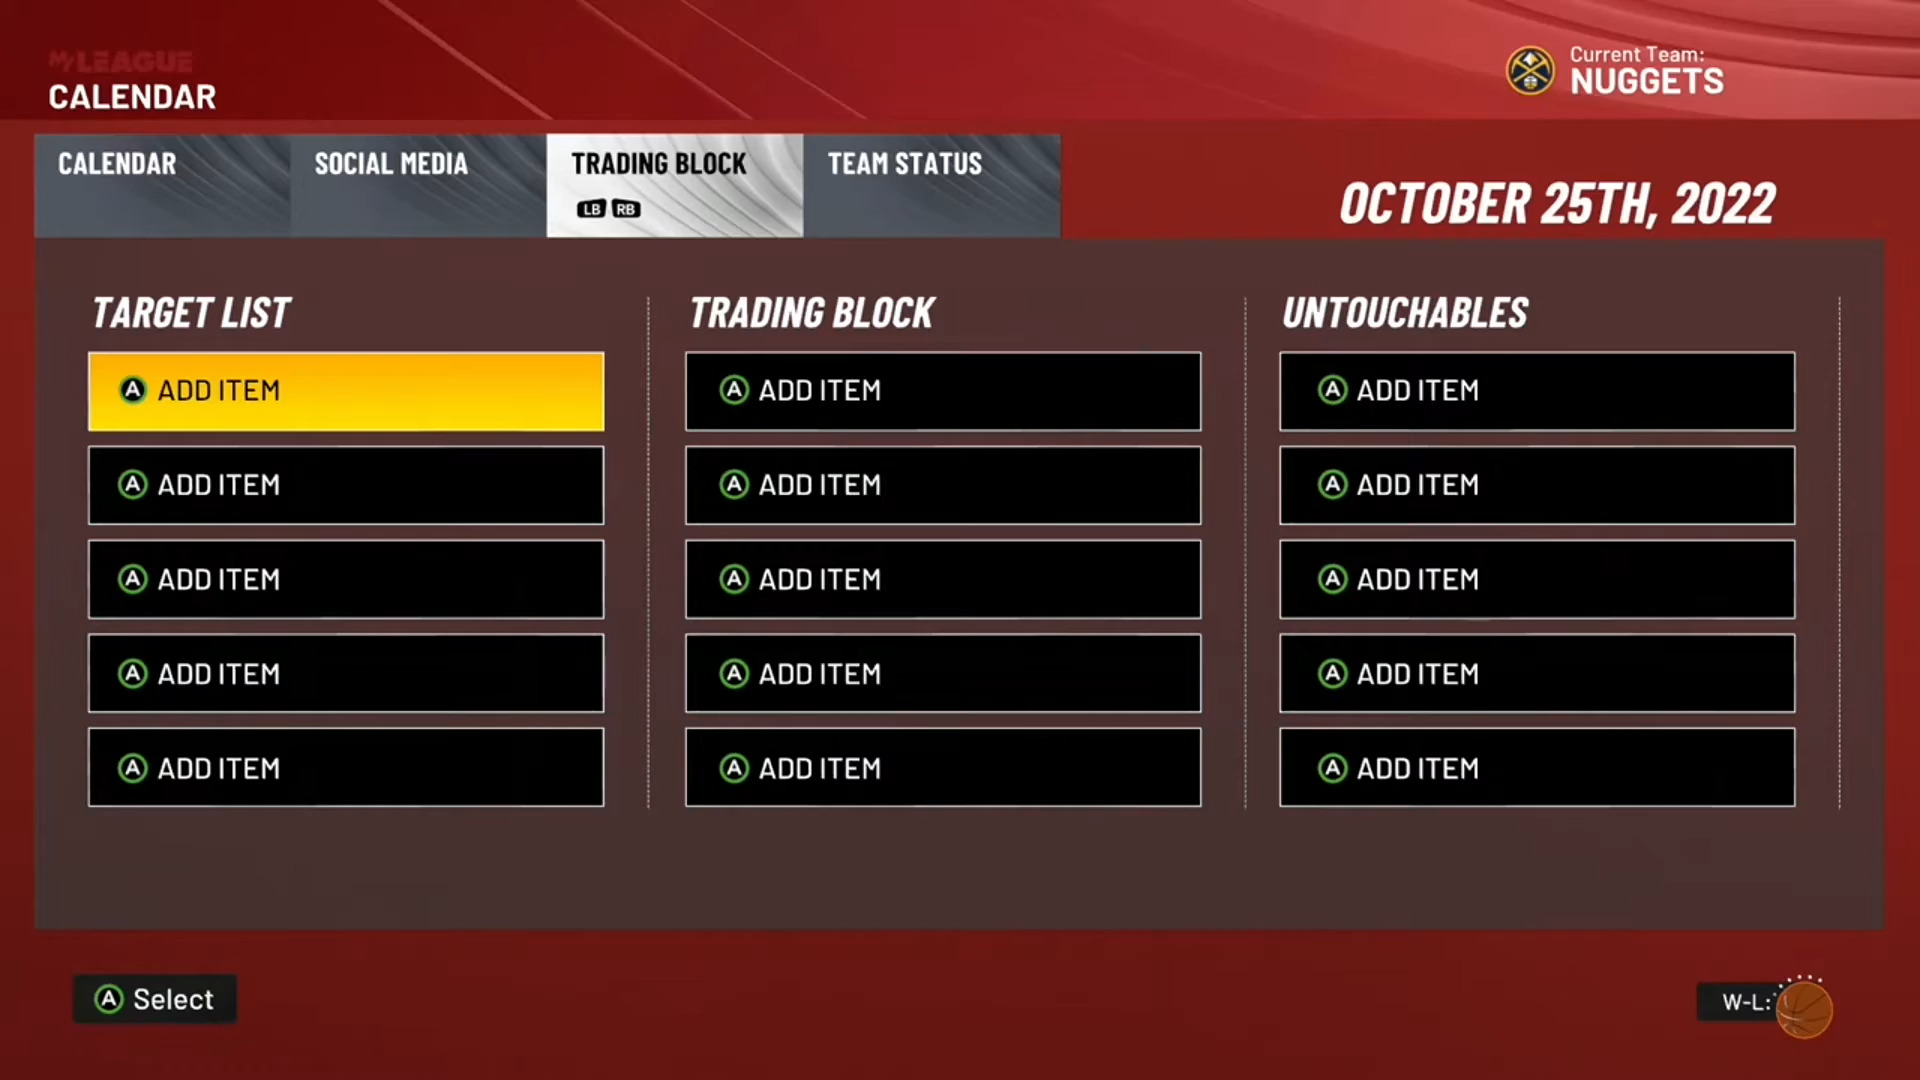 MyLEAGUE
CALENDAR
Current Team:
NUGGETS
CALENDAR
SOCIAL MEDIA
TRADING BLOCK
LB RB
TEAM STATUS
OCTOBER 25TH, 2022
TARGET LIST
A ADD ITEM
A ADD ITEM
A ADD ITEM
A ADD ITEM
A ADD ITEM
TRADING BLOCK
A ADD ITEM
A ADD ITEM
A ADD ITEM
A ADD ITEM
A ADD ITEM
UNTOUCHABLES
A ADD ITEM
A ADD ITEM
A ADD ITEM
A ADD ITEM
A ADD ITEM
A Select
W-L: